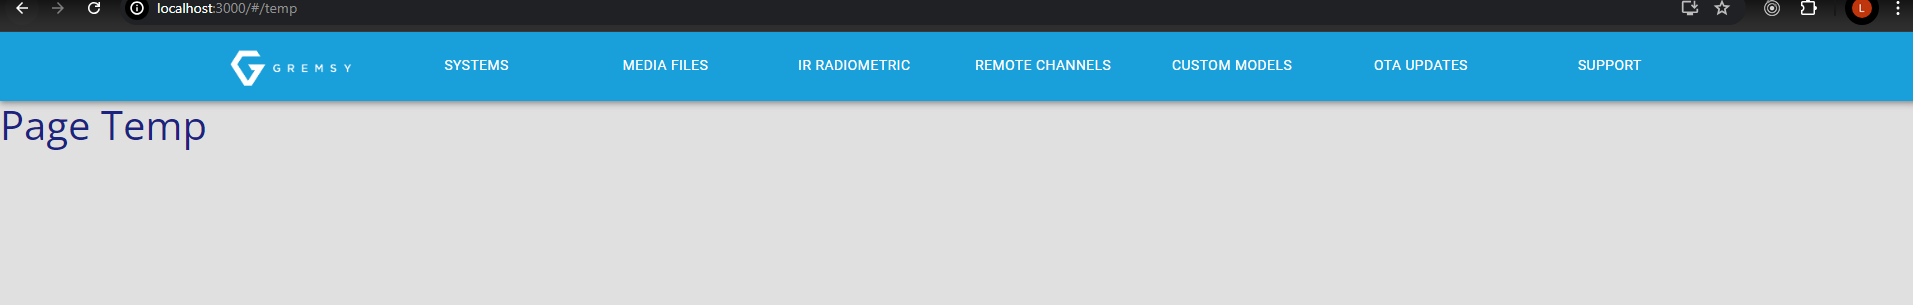 localhost:3000/#/temp
L
GREMSY SYSTEMS MEDIA FILES IR RADIOMETRIC REMOTE CHANNELS CUSTOM MODELS OTA UPDATES SUPPORT
Page Temp